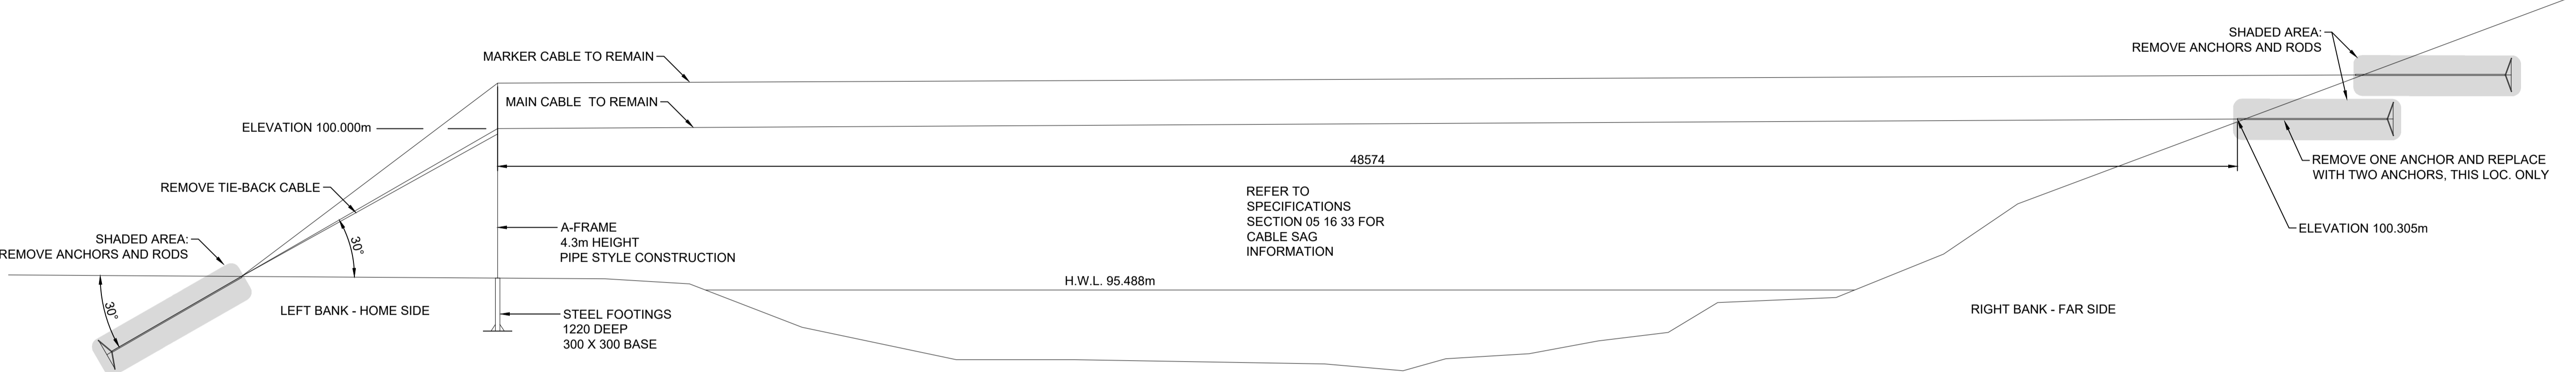 MARKER CABLE TO REMAIN
MAIN CABLE TO REMAIN
ELEVATION 100.000m
REMOVE TIE-BACK CABLE
SHADED AREA:
REMOVE ANCHORS AND RODS
30°
30°
LEFT BANK - HOME SIDE
A-FRAME
4.3m HEIGHT
PIPE STYLE CONSTRUCTION
STEEL FOOTINGS
1220 DEEP
300 X 300 BASE
48574
REFER TO
SPECIFICATIONS
SECTION 05 16 33 FOR
CABLE SAG
INFORMATION
H.W.L. 95.488m
SHADED AREA:
REMOVE ANCHORS AND RODS
REMOVE ONE ANCHOR AND REPLACE
WITH TWO ANCHORS, THIS LOC. ONLY
ELEVATION 100.305m
RIGHT BANK - FAR SIDE